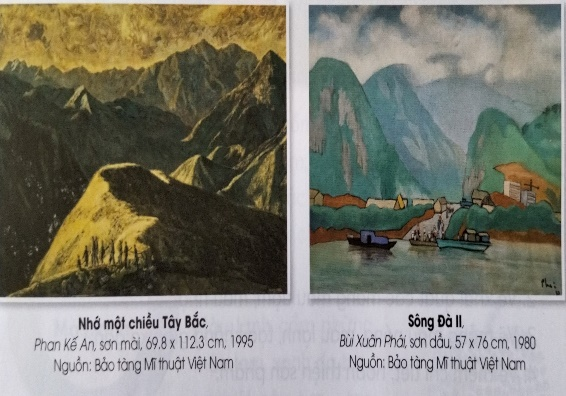 Nhớ một chiều Tây Bắc,
Phan Kế An, sơn mài, 69.8 x 112.3 cm, 1995
Nguồn: Bảo tàng Mĩ thuật Việt Nam
Sông Đà II,
Bùi Xuân Phái, sơn dầu, 57 x 76 cm, 1980
Nguồn: Bảo tàng Mĩ thuật Việt Nam